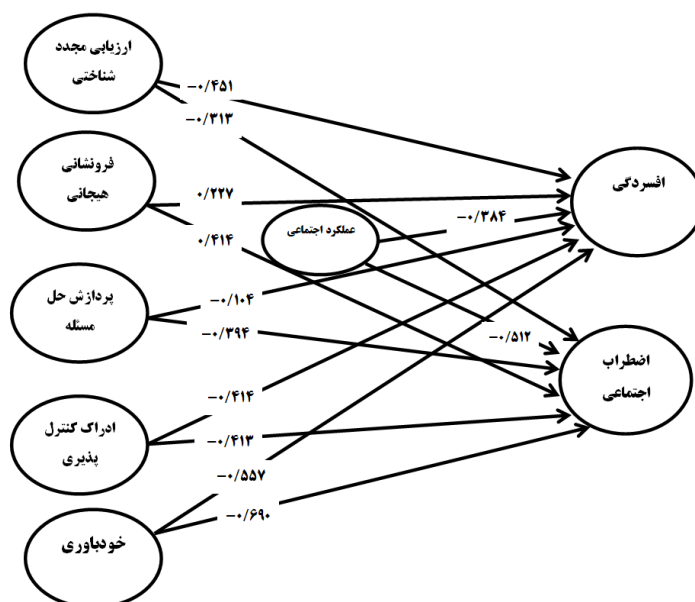 ارزیابی مجدد
شناختی
−۰/۴۵۱
−۰/۳۱۳
فرونشانی
هیجانی
۰/۲۲۷
۰/۴۱۴
عملکرد اجتماعی
−۰/۳۸۴
−۰/۵۱۲
افسردگی
پردازش حل
مسئله
−۰/۱۰۴
−۰/۳۹۴
اضطراب
اجتماعی
ادراک کنترل
پذیری
−۰/۴۱۴
−۰/۴۱۳
خودباوری
−۰/۵۵۷
−۰/۶۹۰